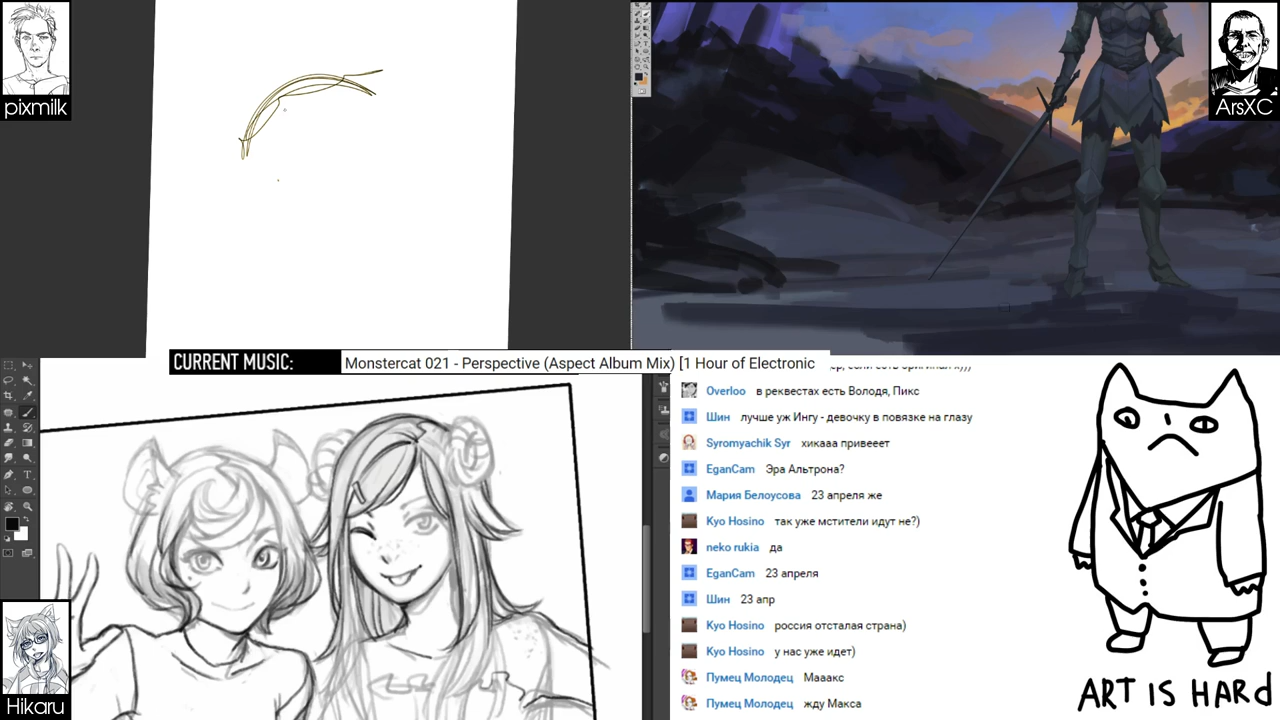 pixmilk
ArsXC
CURRENT MUSIC:
Monstercat 021 - Perspective (Aspect Album Mix) [1 Hour of Electronic
если есть оригинал x)))
Overloo в реквестах есть Володя, Пикс
Шин лучше уж Ингу - девочку в повязке на глазу
Syromyachik Syr хикааа привееет
EganCam Эра Альтрона?
Мария Белоусова 23 апреля же
Kyo Hosino так уже мстители идут не?)
neko rukia да
EganCam 23 апреля
Шин 23 апр
Kyo Hosino россия отсталая страна)
Kyo Hosino у нас уже идет)
Пумец Молодец Мааакс
Пумец Молодец жду Макса
Hikaru
ART IS HARd